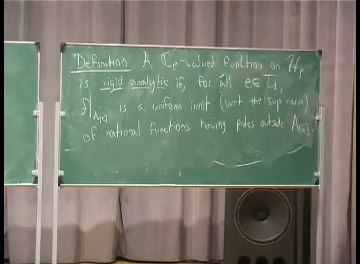 Definition A ℂp-valued function on ℋp
is rigid analytic if, for all e∈𝒯1,
f|A]e[ is a uniform limit (wrt the sup norm)
of rational functions having poles outside A]e[.